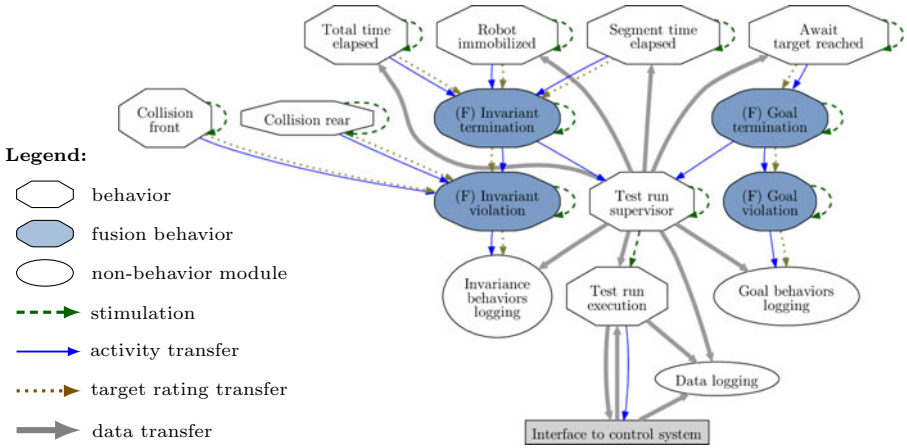 Total time
elapsed
Robot
immobilized
Segment time
elapsed
Await
target reached
Collision
front
Collision rear
(F) Invariant
termination
(F) Goal
termination
Legend:
behavior
fusion behavior
non-behavior module
stimulation
activity transfer
target rating transfer
data transfer
(F) Invariant
violation
Test run
supervisor
(F) Goal
violation
Invariance
behaviors
logging
Test run
execution
Goal behaviors
logging
Data logging
Interface to control system